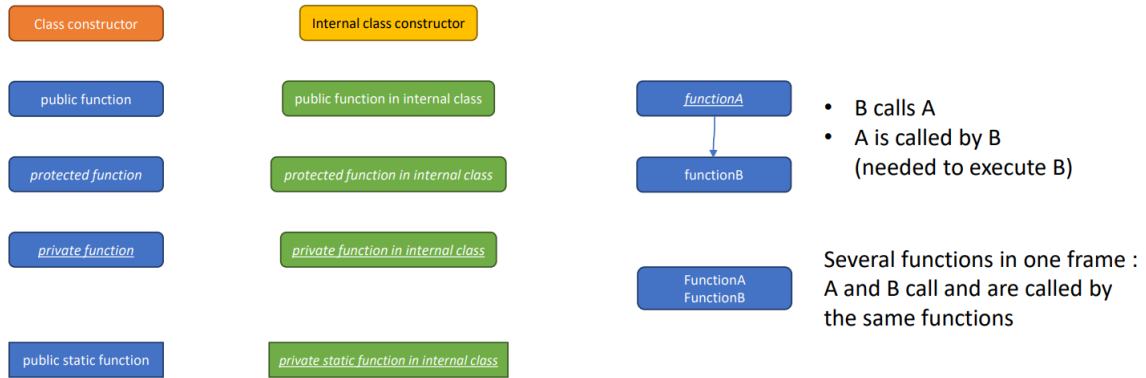 Class constructor
Internal class constructor
public function
public function in internal class
functionA
• B calls A
• A is called by B
(needed to execute B)
protected function
protected function in internal class
functionB
private function
private function in internal class
FunctionA
FunctionB
Several functions in one frame :
A and B call and are called by
the same functions
public static function
private static function in internal class